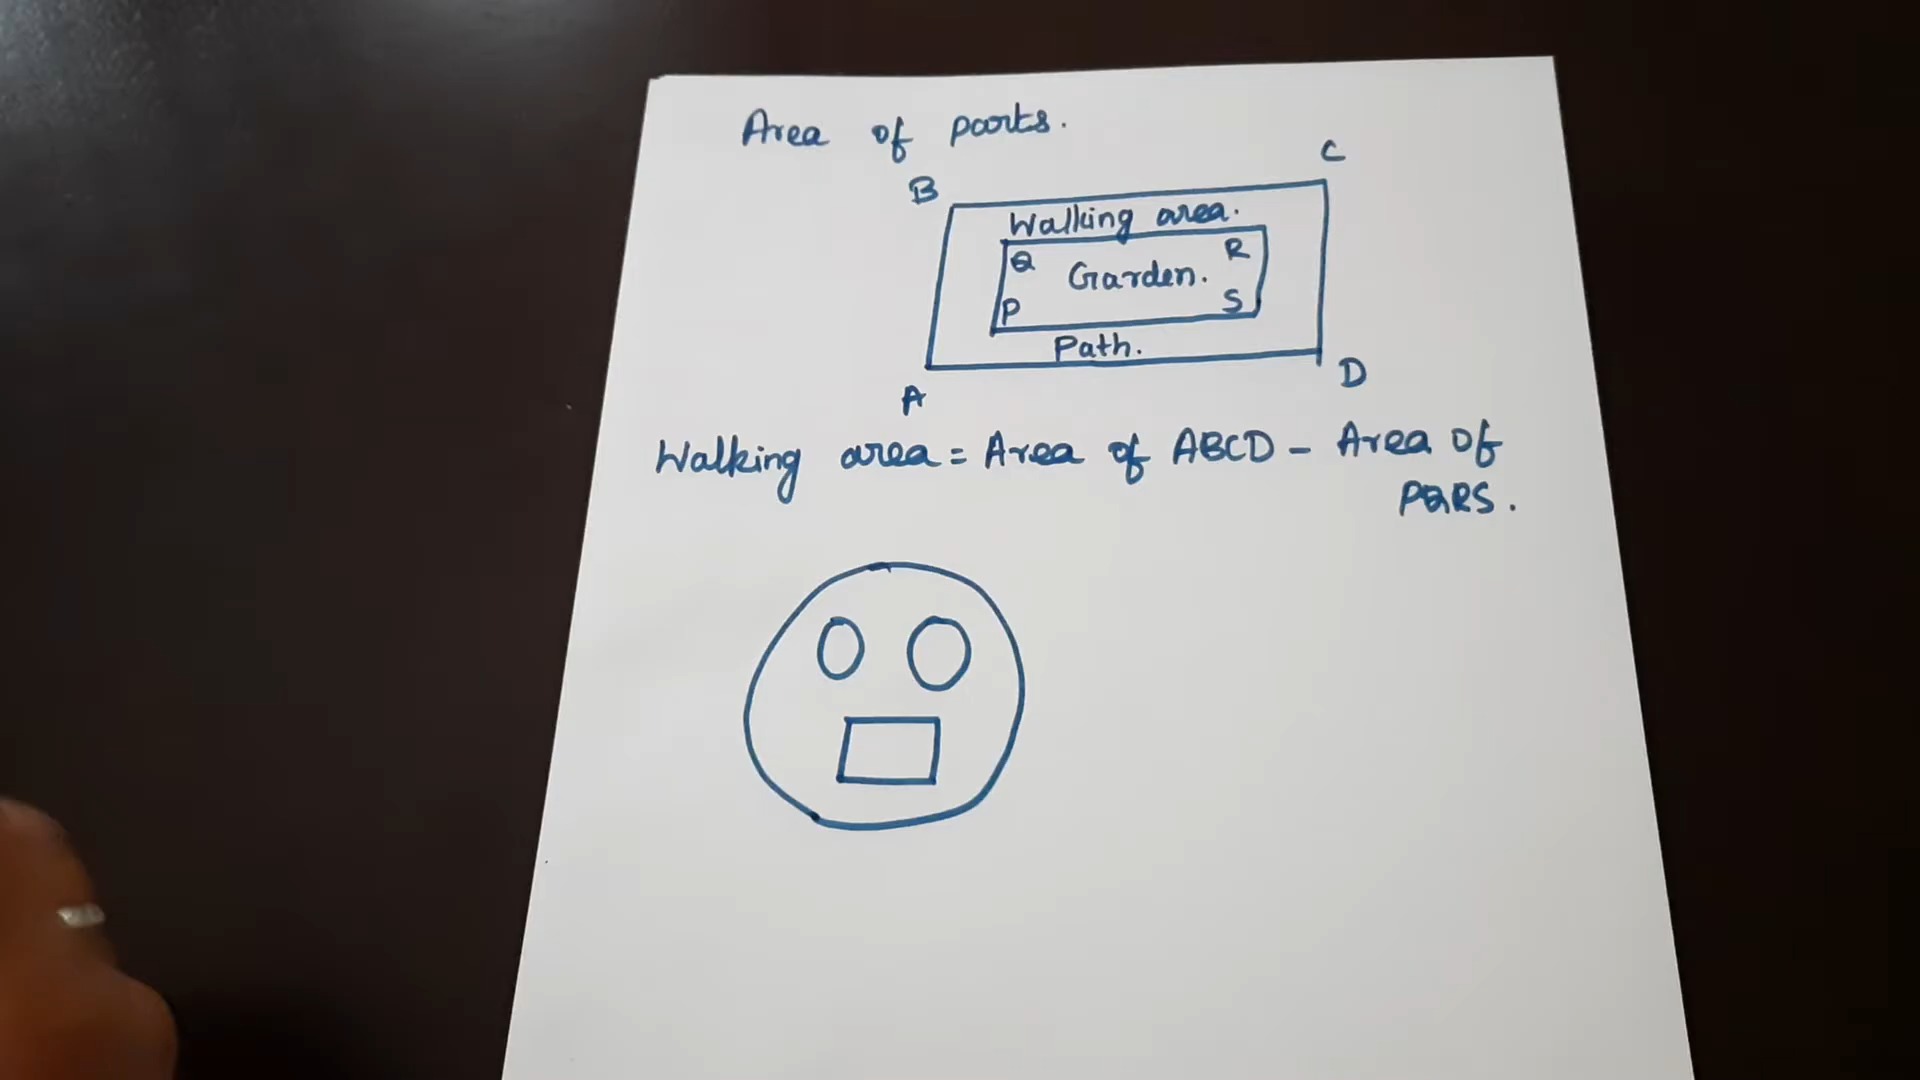 Area of parts.
B
C
Walking area.
Q
R
Garden.
P
S
Path.
A
D
Walking area = Area of ABCD - Area of
PQRS.